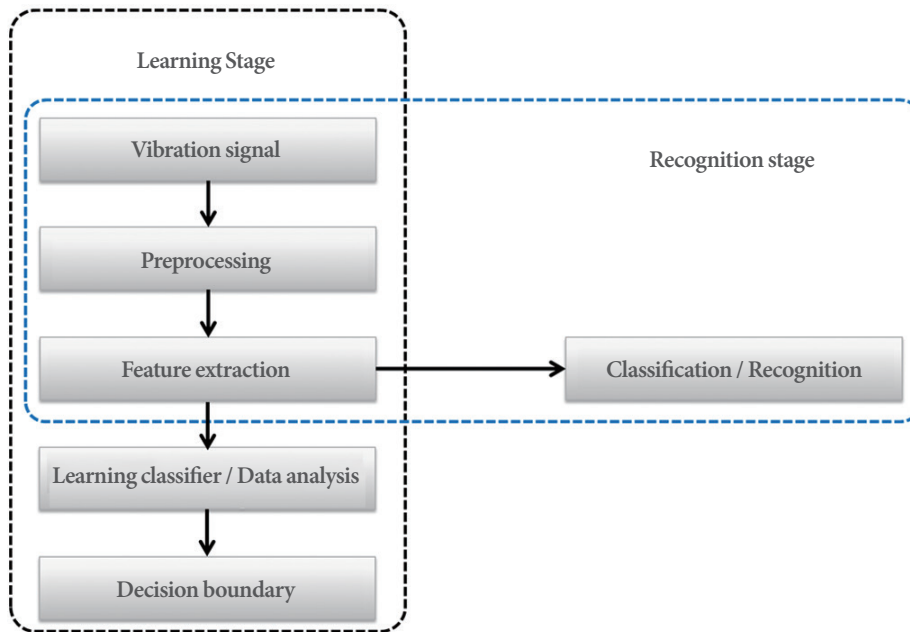 Learning Stage
Vibration signal
Recognition stage
Preprocessing
Feature extraction
Classification / Recognition
Learning classifier / Data analysis
Decision boundary